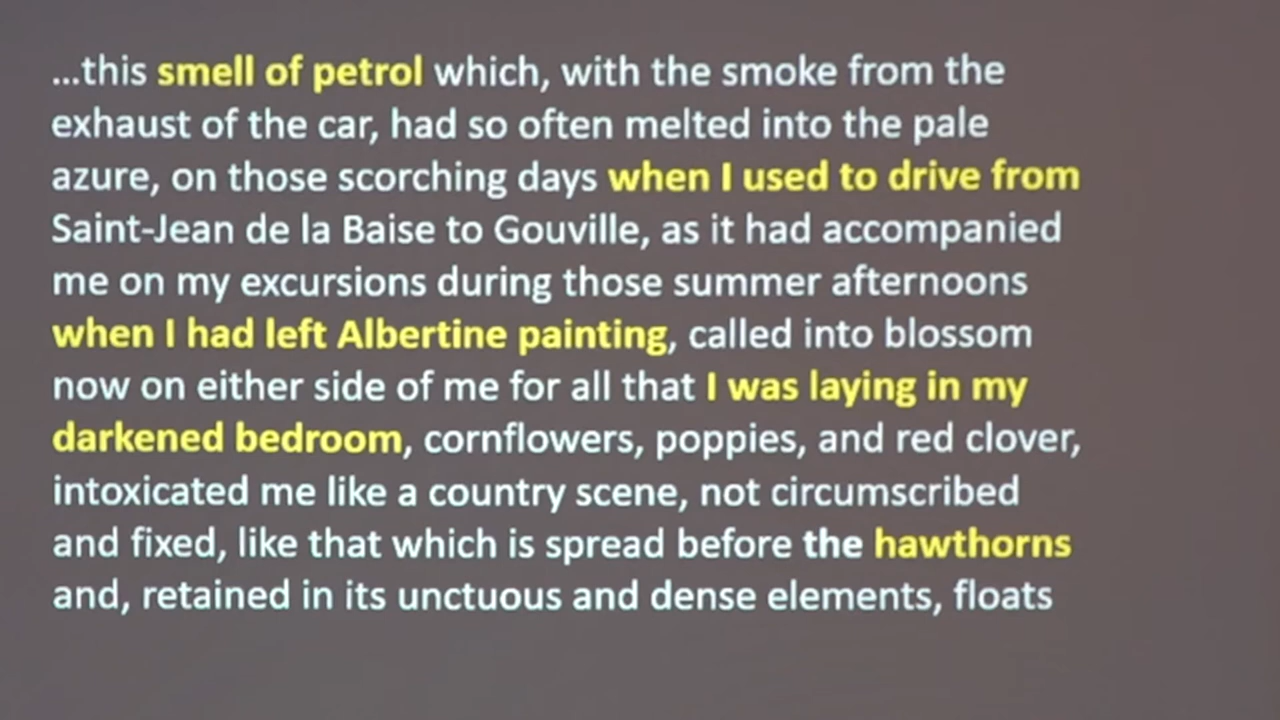 ...this smell of petrol which, with the smoke from the
exhaust of the car, had so often melted into the pale
azure, on those scorching days when I used to drive from
Saint-Jean de la Baise to Gouville, as it had accompanied
me on my excursions during those summer afternoons
when I had left Albertine painting, called into blossom
now on either side of me for all that I was laying in my
darkened bedroom, cornflowers, poppies, and red clover,
intoxicated me like a country scene, not circumscribed
and fixed, like that which is spread before the hawthorns
and, retained in its unctuous and dense elements, floats